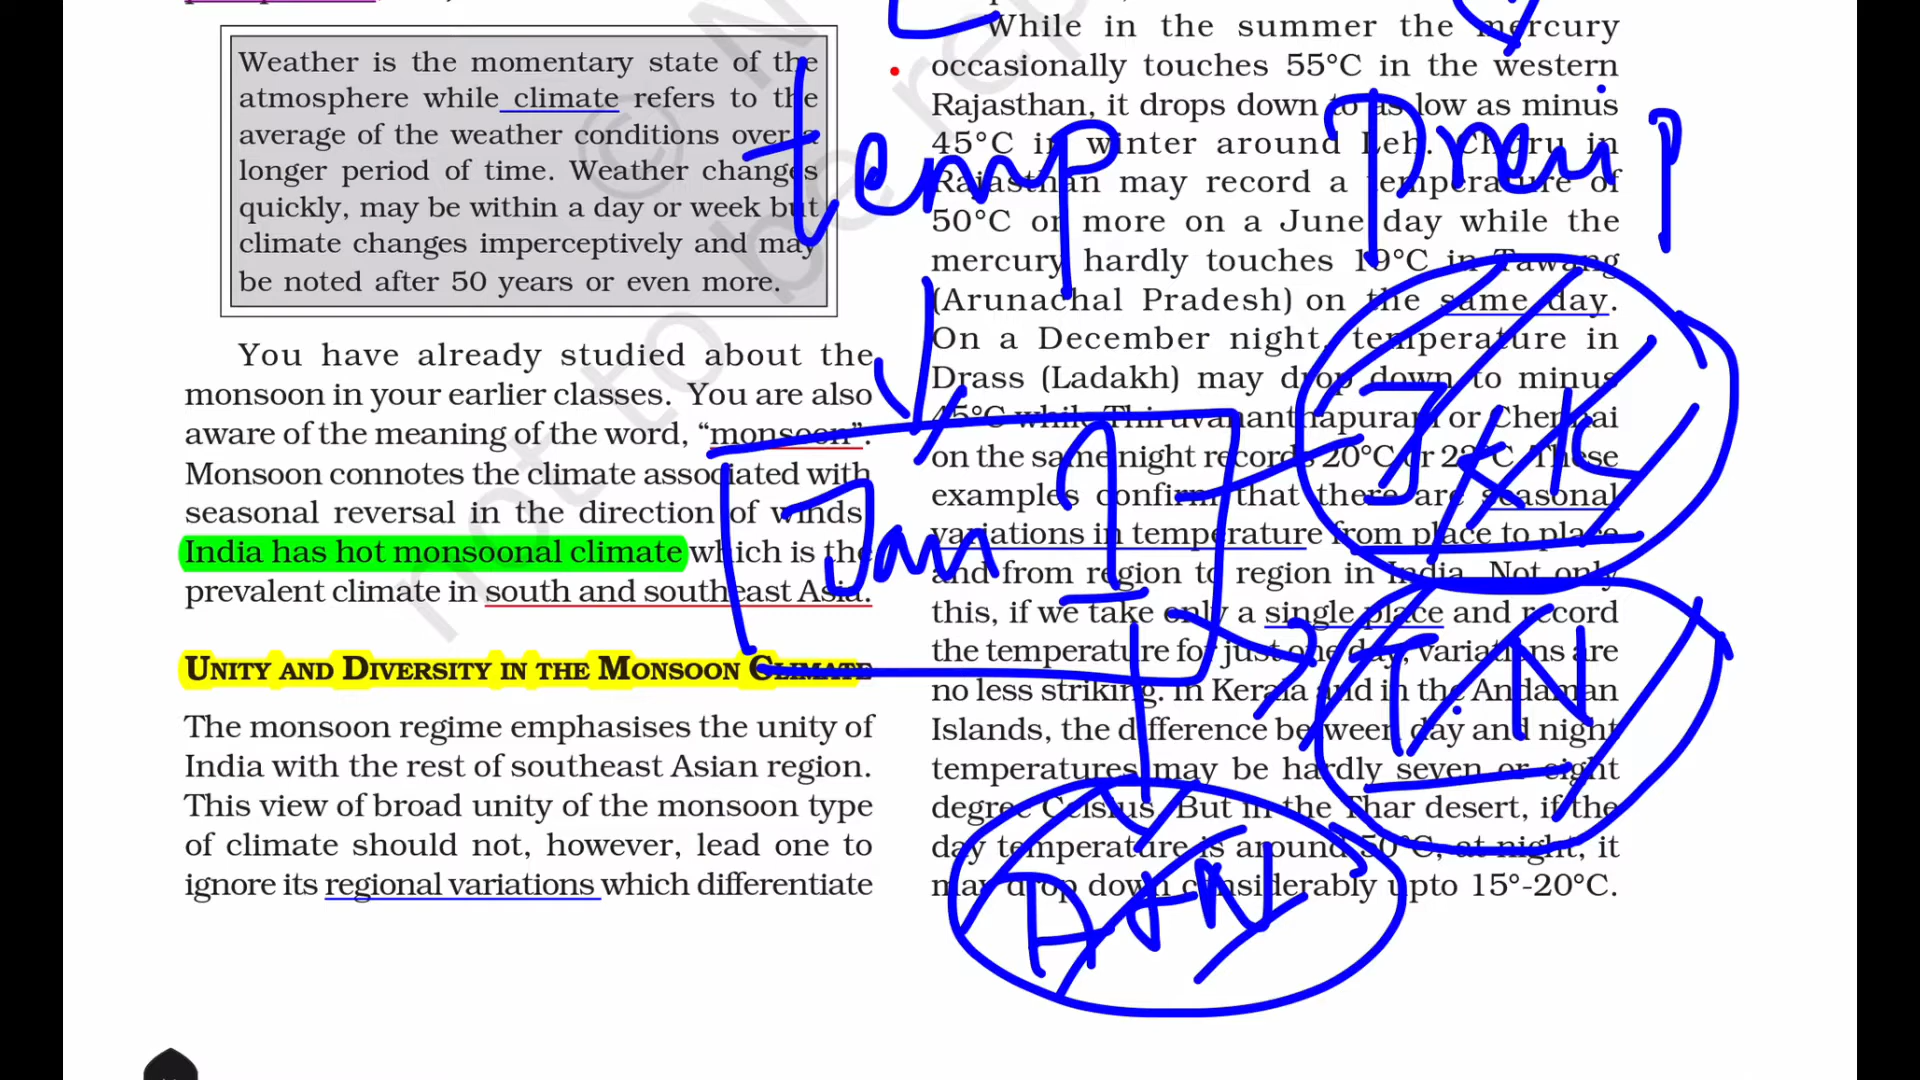 Weather is the momentary state of the
atmosphere while climate refers to the
average of the weather conditions over a
longer period of time. Weather changes
quickly, may be within a day or week but
climate changes imperceptively and may
be noted after 50 years or even more.
You have already studied about the
monsoon in your earlier classes. You are also
aware of the meaning of the word, “monsoon”.
Monsoon connotes the climate associated with
seasonal reversal in the direction of winds.
India has hot monsoonal climate which is the
prevalent climate in south and southeast Asia.
UNITY AND DIVERSITY IN THE MONSOON CLIMATE
The monsoon regime emphasises the unity of
India with the rest of southeast Asian region.
This view of broad unity of the monsoon type
of climate should not, however, lead one to
ignore its regional variations which differentiate
While in the summer the mercury
occasionally touches 55°C in the western
Rajasthan, it drops down to as low as minus
45°C in winter around Leh. Churu in
Rajasthan may record a temperature of
50°C or more on a June day while the
mercury hardly touches 19°C in Tawang
(Arunachal Pradesh) on the same day.
On a December night, temperature in
Drass (Ladakh) may drop down to minus
45°C while Thiruvananthapuram or Chennai
on the same night records 20°C or 22°C. These
examples confirm that there are seasonal
variations in temperature from place to place
and from region to region in India. Not only
this, if we take only a single place and record
the temperature for just one day, variations are
no less striking. In Kerala and in the Andaman
Islands, the difference between day and night
temperatures may be hardly seven or eight
degree Celsius. But in the Thar desert, if the
day temperature is around 50°C, at night, it
may drop down considerably upto 15°-20°C.
temp
Jan 1
J&K
T.N
A&N
not to be rep
© N